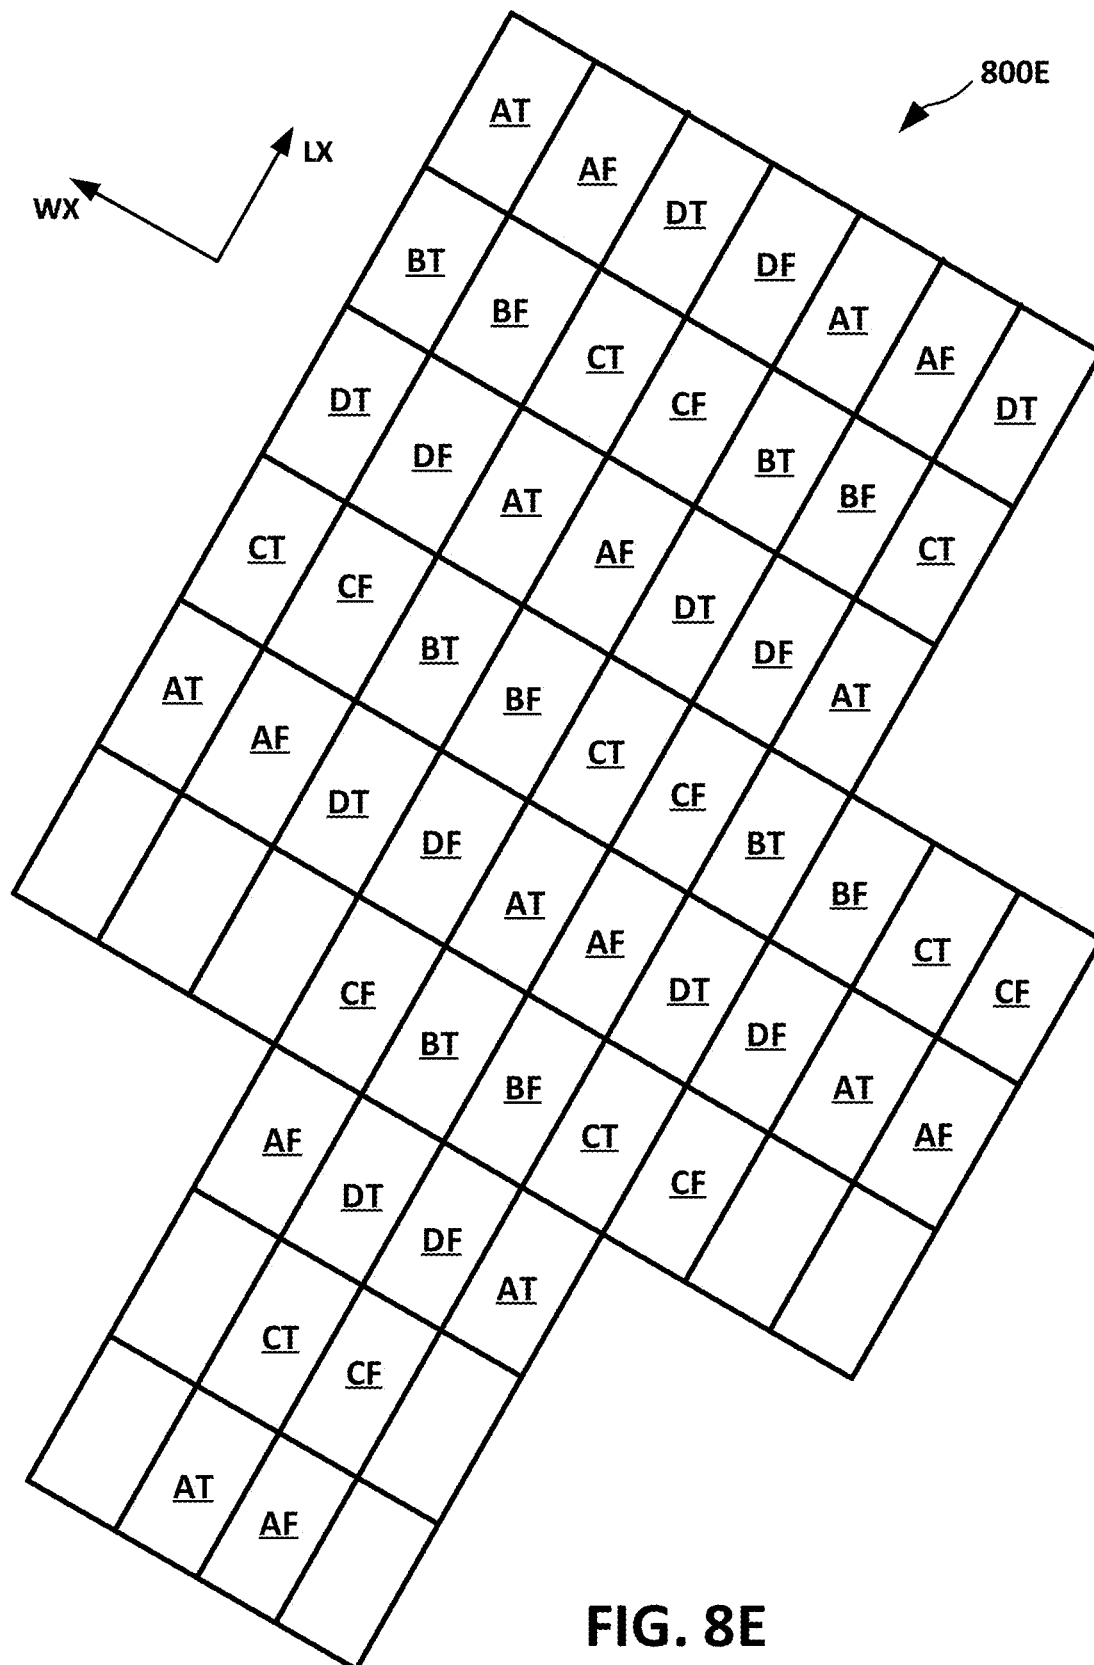 800E
LX
WX
AT AF DT DF AT AF DT
BT BF CT CF BT BF CT
DT DF AT AF DT DF AT
CT CF BT BF CT CF BT BF CT CF
AT AF DT DF AT AF DT DF AT AF
CF BT BF CT CF
AF DT DF AT
CT CF
AT AF
FIG. 8E